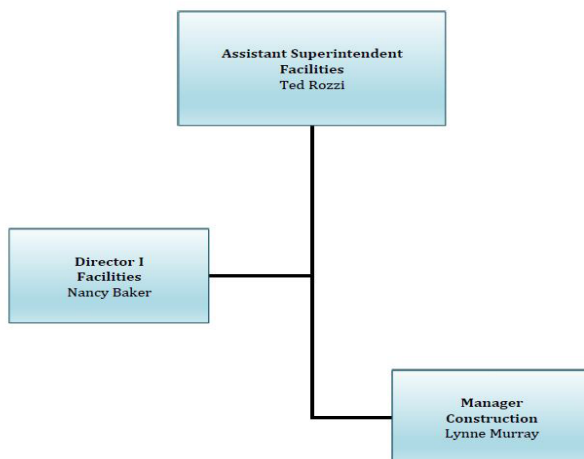 Assistant Superintendent
Facilities
Ted Rozzi
Director I
Facilities
Nancy Baker
Manager
Construction
Lynne Murray